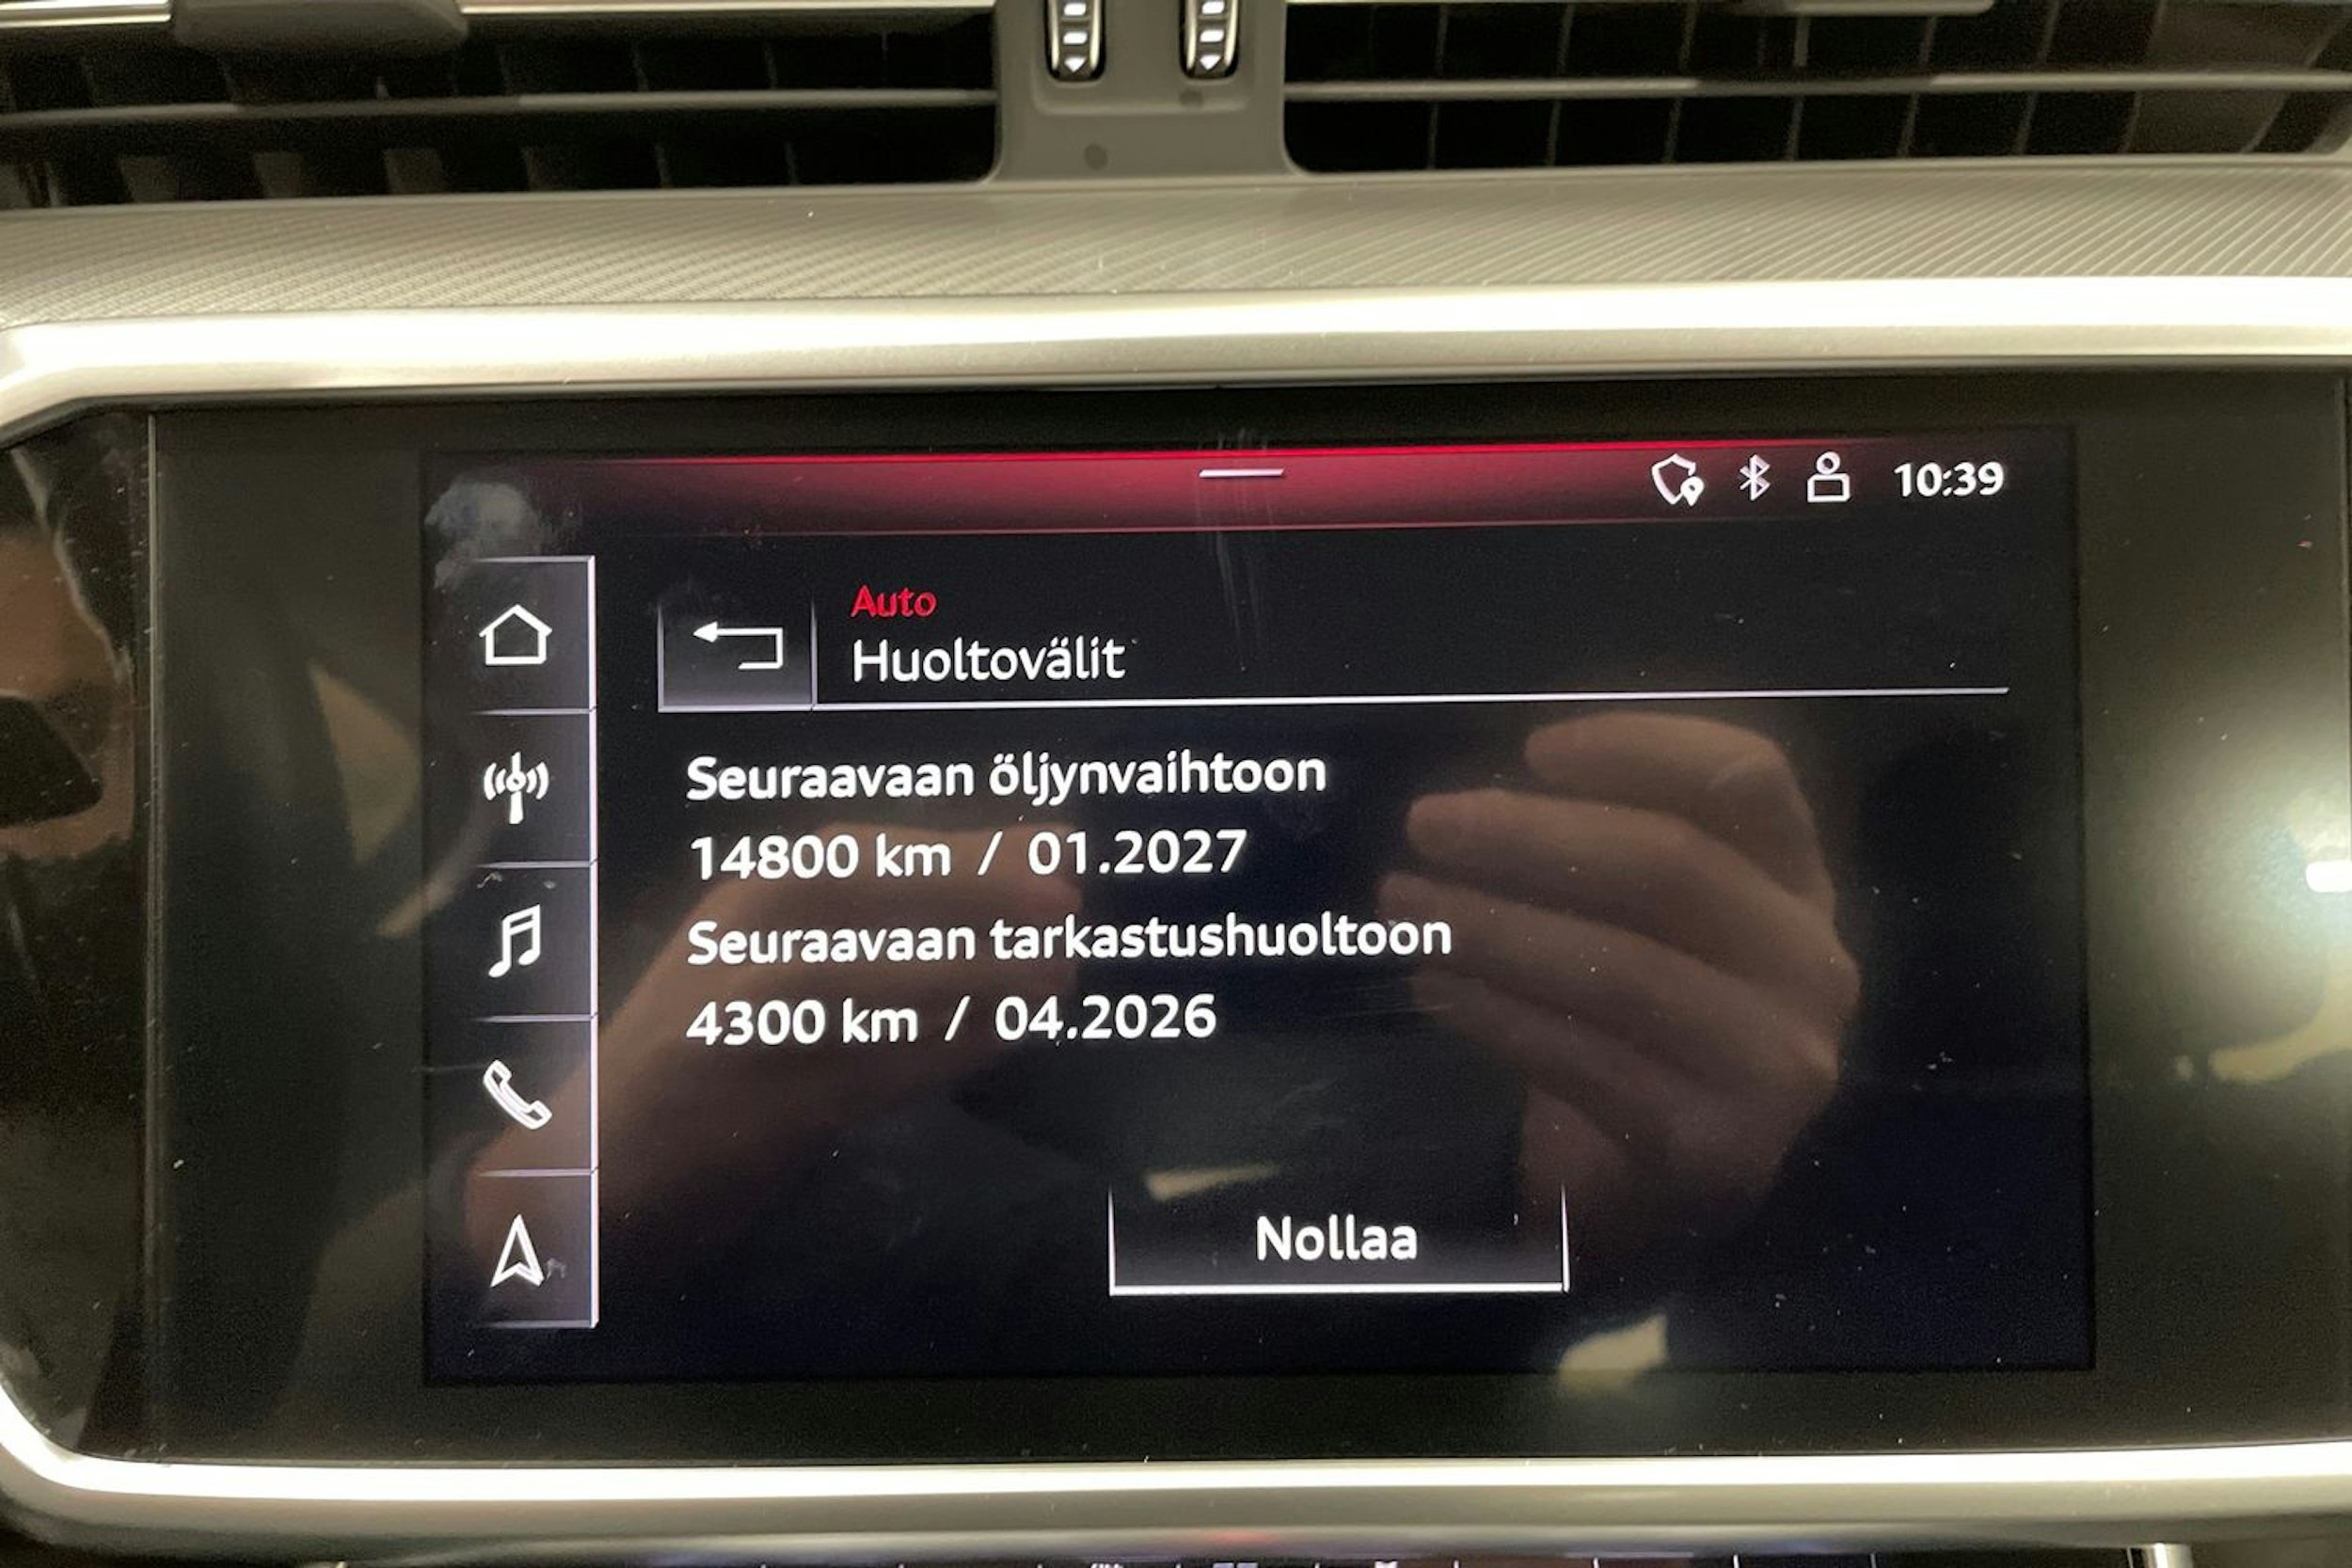 10:39
Auto
Huoltovälit
Seuraavaan öljynvaihtoon
14800 km / 01.2027
Seuraavaan tarkastushuoltoon
4300 km / 04.2026
Nollaa